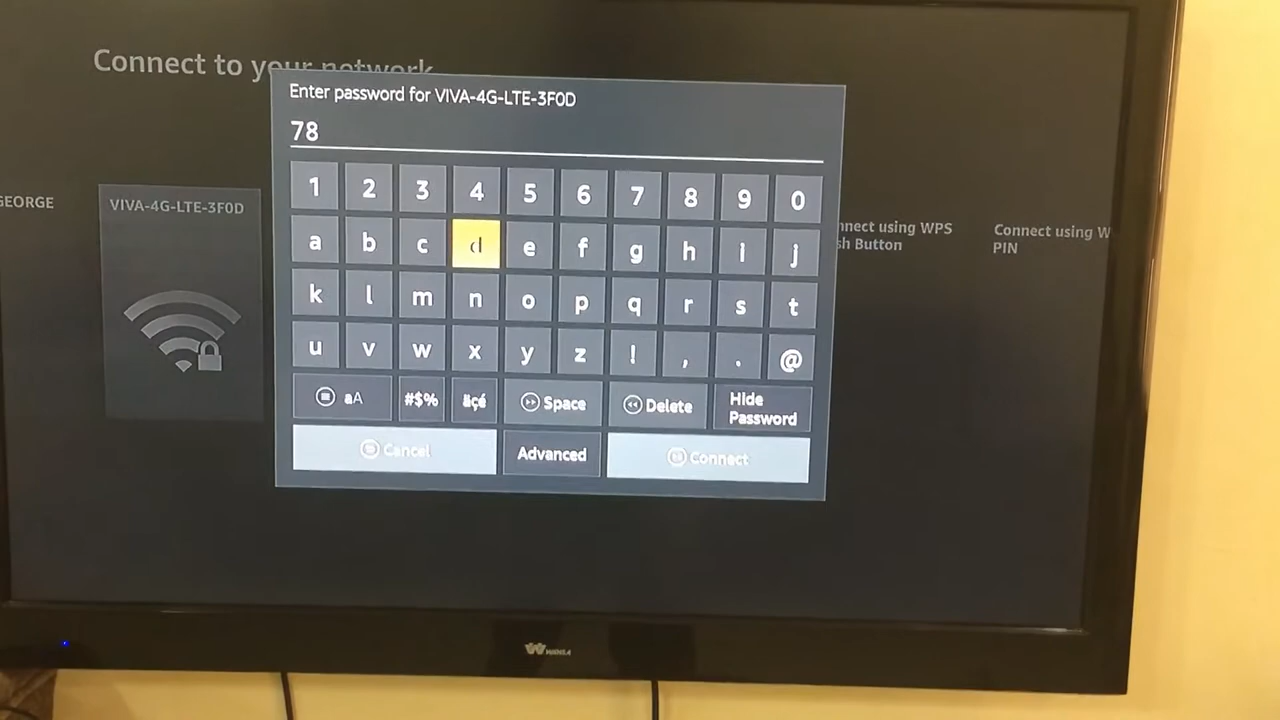 Connect to your network
Enter password for VIVA-4G-LTE-3F0D
78
GEORGE
VIVA-4G-LTE-3F0D
1 2 3 4 5 6 7 8 9 0
a b c d e f g h i j
k l m n o p q r s t
u v w x y z ! , . @
aA #$% äçé Space Delete Hide Password
Cancel Advanced Connect
nnect using WPS
sh Button
Connect using W
PIN
WANSA